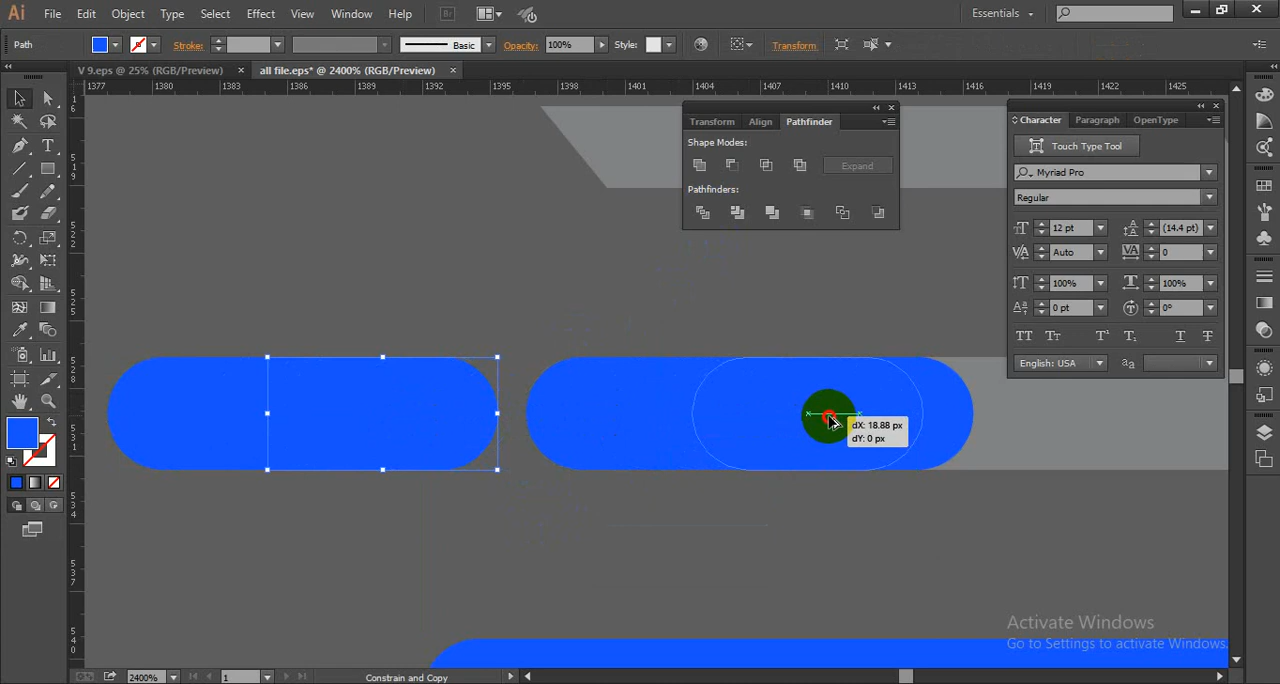 Ai File Edit Object Type Select Effect View Window Help Br Essentials
Path Stroke: Basic Opacity: 100% Style: Transform
V 9.eps @ 25% (RGB/Preview) × all file.eps* @ 2400% (RGB/Preview) ×
1377 1380 1383 1386 1389 1392 1395 1398 1401 1404 1407 1410 1413 1416 1419 1422 1425
Transform Align Pathfinder
Shape Modes:
Expand
Pathfinders:
Character Paragraph OpenType
Touch Type Tool
Myriad Pro
Regular
12 pt (14.4 pt)
Auto 0
100% 100%
0 pt 0°
English: USA
dX: 18.88 px
dY: 0 px
Activate Windows
Go to Settings to activate Windows.
2400% 1 Constrain and Copy